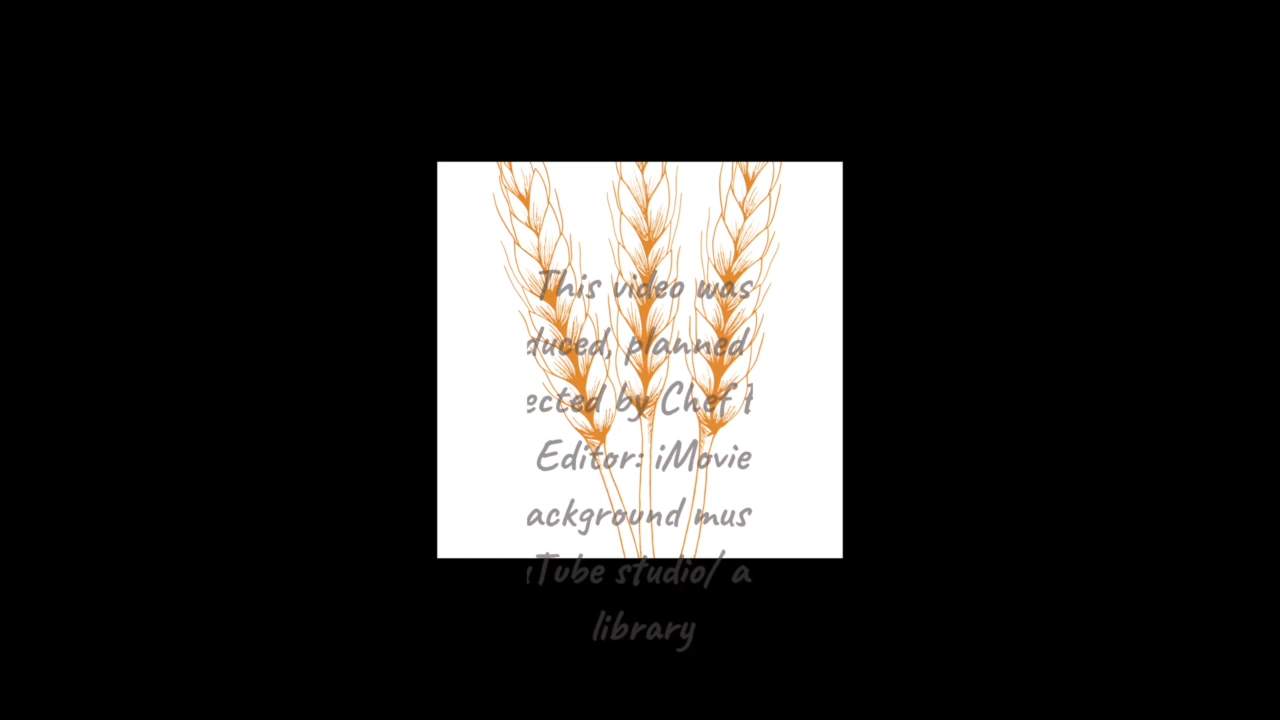 This video was
duced, planned
ected by Chef
Editor: iMovie
ackground mus
Tube studio/ a
library